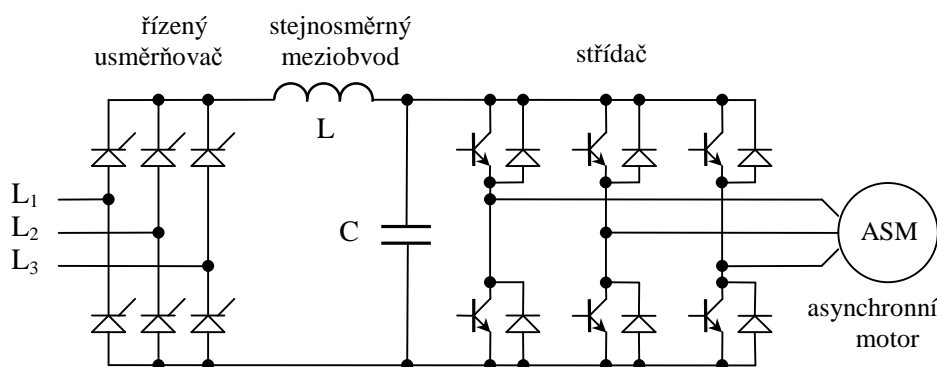 řízený
usměrňovač
stejnosměrný
meziobvod
střídač
L
L₁
L₂
L₃
C
ASM
asynchronní
motor